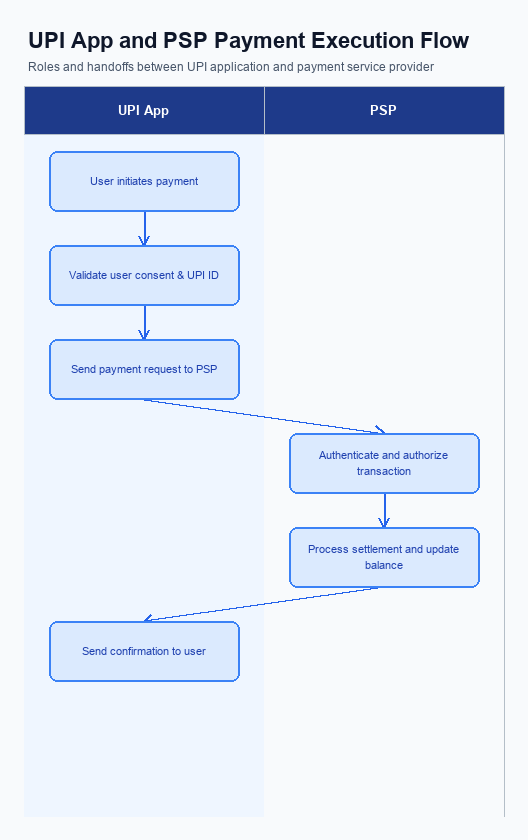 UPI App and PSP Payment Execution Flow
Roles and handoffs between UPI application and payment service provider
UPI App
PSP
User initiates payment
Validate user consent & UPI ID
Send payment request to PSP
Authenticate and authorize
transaction
Process settlement and update
balance
Send confirmation to user